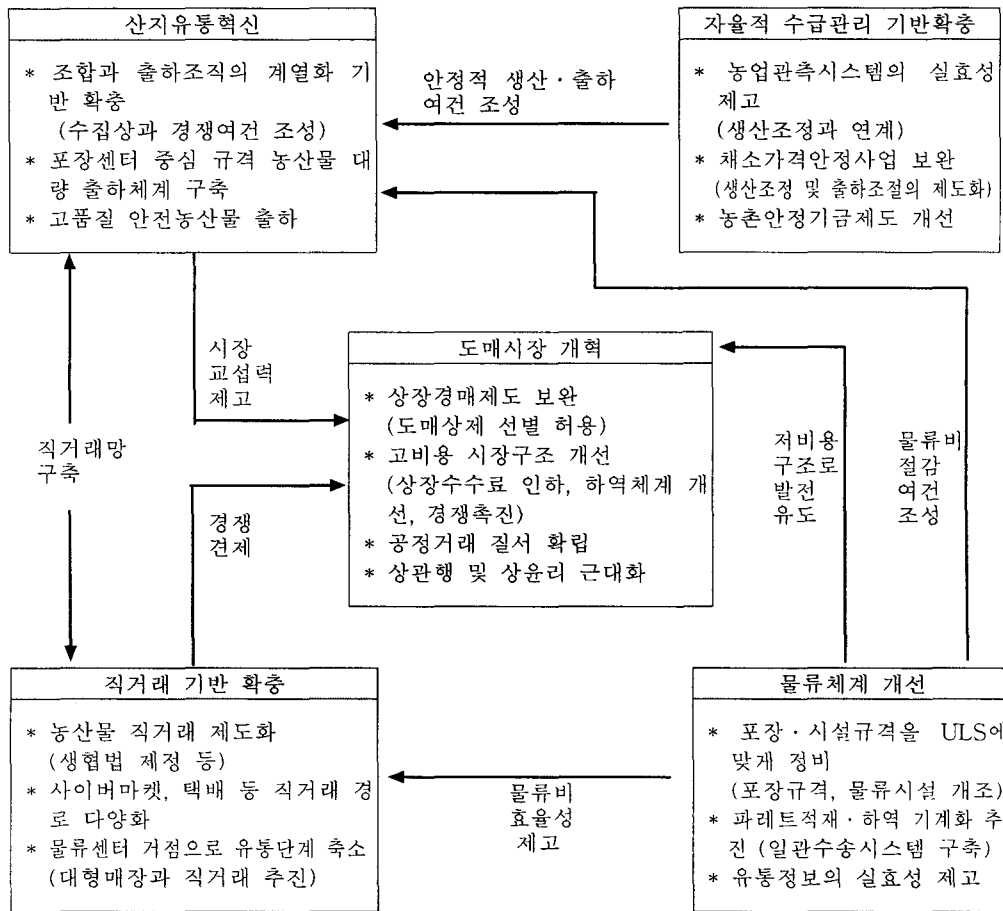 산지유통혁신
* 조합과 출하조직의 계열화 기
반 확충
(수집상과 경쟁여건 조성)
* 포장센터 중심 규격 농산물 대
량 출하체계 구축
* 고품질 안전농산물 출하
안정적 생산·출하
여건 조성
자율적 수급관리 기반확충
* 농업관측시스템의 실효성
제고
(생산조정과 연계)
* 채소가격안정사업 보완
(생산조정 및 출하조절의 제도화)
* 농촌안정기금제도 개선
시장
교섭력
제고
직거래망
구축
경쟁
견제
도매시장 개혁
* 상장경매제도 보완
(도매상제 선별 허용)
* 고비용 시장구조 개선
(상장수수료 인하, 하역체계 개
선, 경쟁촉진)
* 공정거래 질서 확립
* 상관행 및 상윤리 근대화
저비용
구조로
발전
유도
물류비
절감
여건
조성
직거래 기반 확충
* 농산물 직거래 제도화
(생협법 제정 등)
* 사이버마켓, 택배 등 직거래 경
로 다양화
* 물류센터 거점으로 유통단계 축소
(대형매장과 직거래 추진)
물류비
효율성
제고
물류체계 개선
* 포장·시설규격을 ULS에
맞게 정비
(포장규격, 물류시설 개조)
* 파레트적재·하역 기계화 추
진 (일관수송시스템 구축)
* 유통정보의 실효성 제고